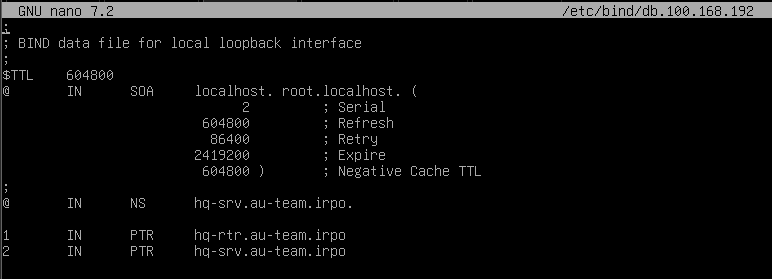 GNU nano 7.2 /etc/bind/db.100.168.192
;
; BIND data file for local loopback interface
;
$TTL 604800
@ IN SOA localhost. root.localhost. (
2 ; Serial
604800 ; Refresh
86400 ; Retry
2419200 ; Expire
604800 ) ; Negative Cache TTL
;
@ IN NS hq-srv.au-team.irpo.
1 IN PTR hq-rtr.au-team.irpo
2 IN PTR hq-srv.au-team.irpo